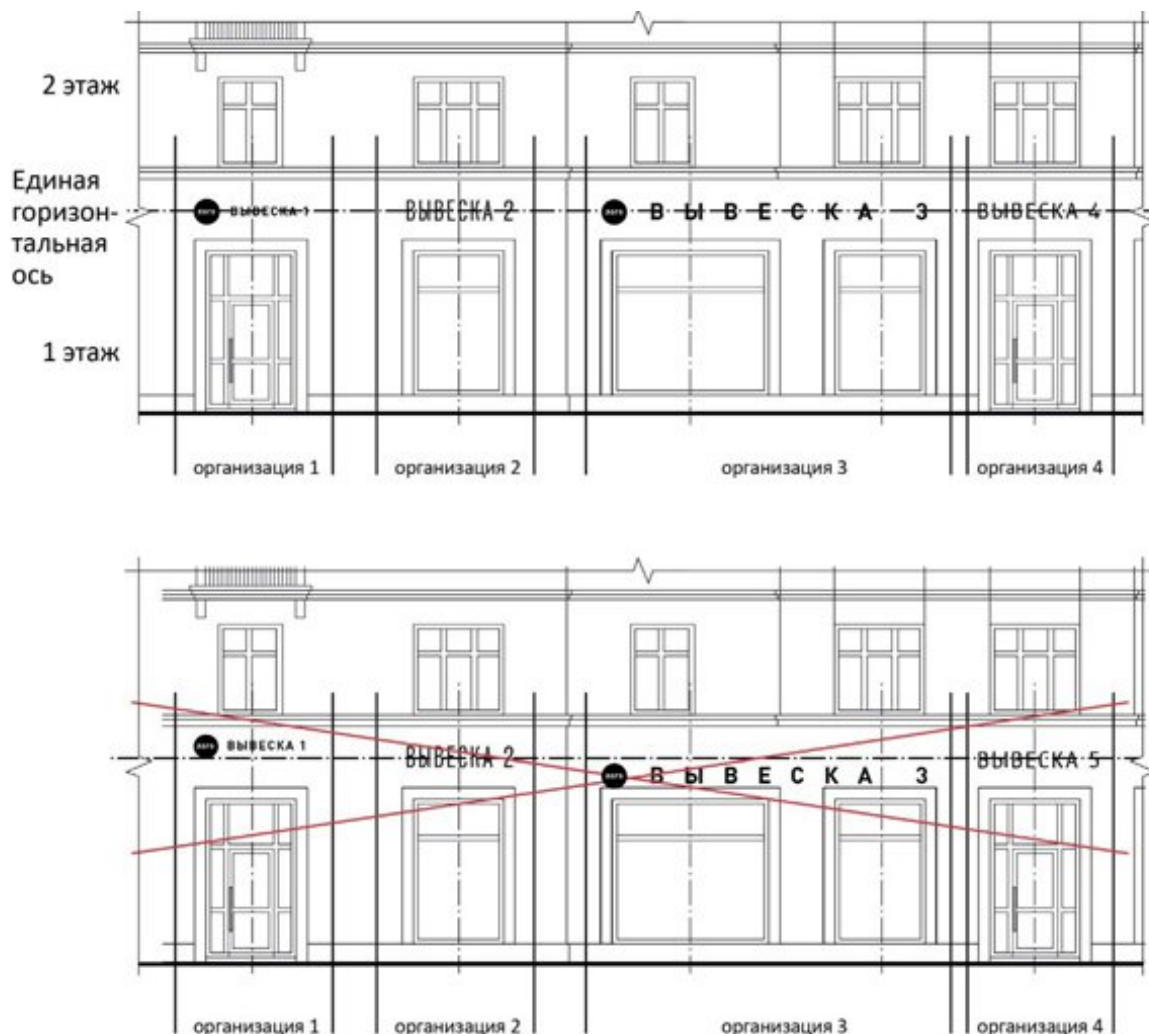 2 этаж
Единая
горизон-
тальная
ось
лого ВЫВЕСКА 1 ВЫВЕСКА 2 лого ВЫВЕСКА 3 ВЫВЕСКА 4
1 этаж
организация 1 организация 2 организация 3 организация 4
лого ВЫВЕСКА 1 ВЫВЕСКА 2 лого ВЫВЕСКА 3 ВЫВЕСКА 5
организация 1 организация 2 организация 3 организация 4